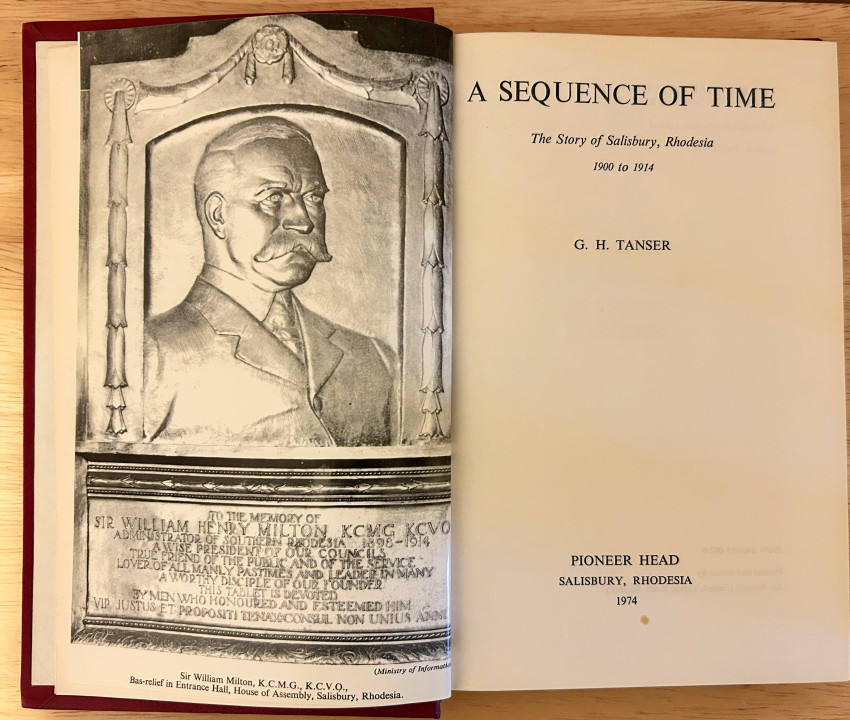 TO THE MEMORY OF
SIR WILLIAM HENRY MILTON KCMG KCVO
ADMINISTRATOR OF SOUTHERN RHODESIA 1898-1914
A WISE PRESIDENT OF OUR COUNCILS
TRUE FRIEND OF THE PUBLIC AND OF THE SERVICE
LOVER OF ALL MANLY PASTIMES AND LEADER IN MANY
A WORTHY DISCIPLE OF OUR FOUNDER
THIS TABLET IS DEVOTED
BY MEN WHO HONOURED AND ESTEEMED HIM
VIR JUSTUS ET PROPOSITI TENAX: CONSUL NON UNIUS ANNI
(Ministry of Informatio
Sir William Milton, K.C.M.G., K.C.V.O.,
Bas-relief in Entrance Hall, House of Assembly, Salisbury, Rhodesia.
A SEQUENCE OF TIME
The Story of Salisbury, Rhodesia
1900 to 1914
G. H. TANSER
PIONEER HEAD
SALISBURY, RHODESIA
1974